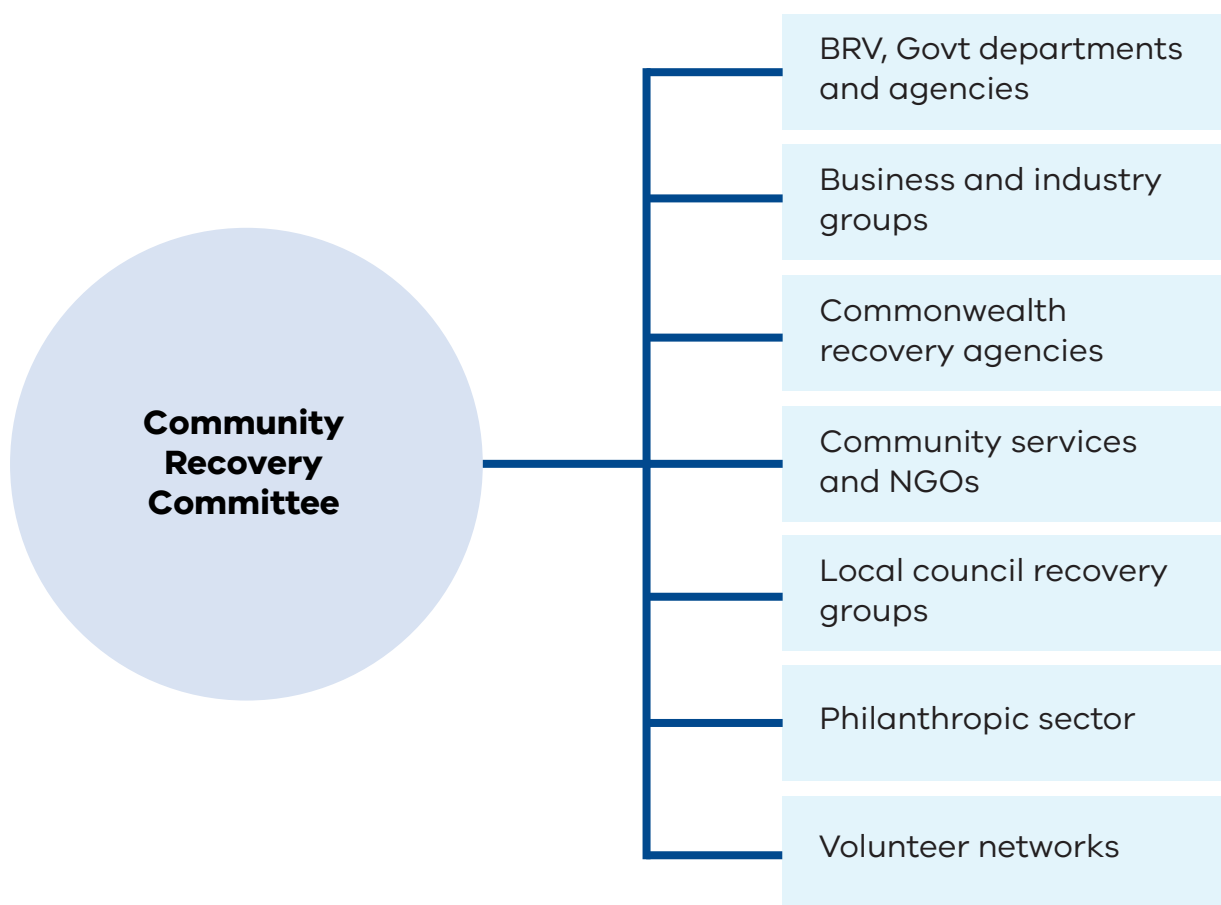 Community
Recovery
Committee
BRV, Govt departments
and agencies
Business and industry
groups
Commonwealth
recovery agencies
Community services
and NGOs
Local council recovery
groups
Philanthropic sector
Volunteer networks